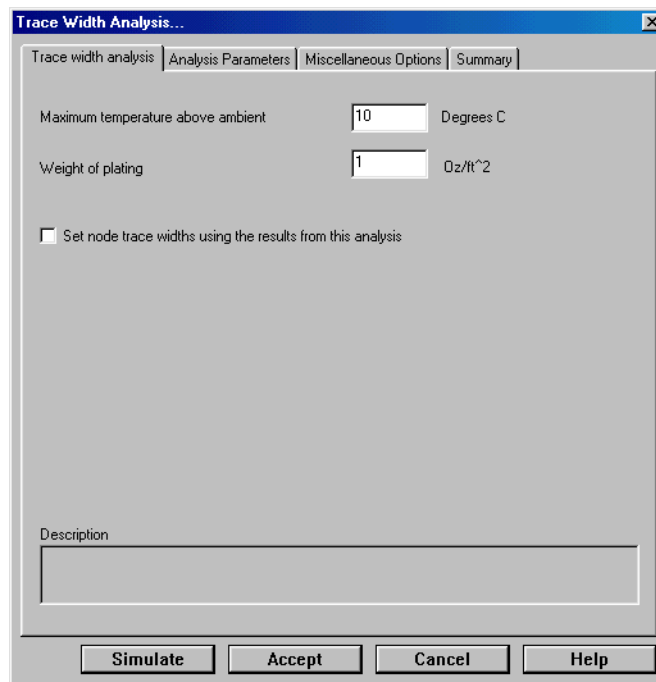 Trace Width Analysis...
Trace width analysis Analysis Parameters Miscellaneous Options Summary
Maximum temperature above ambient 10 Degrees C
Weight of plating 1 Oz/ft^2
Set node trace widths using the results from this analysis
Description
Simulate Accept Cancel Help